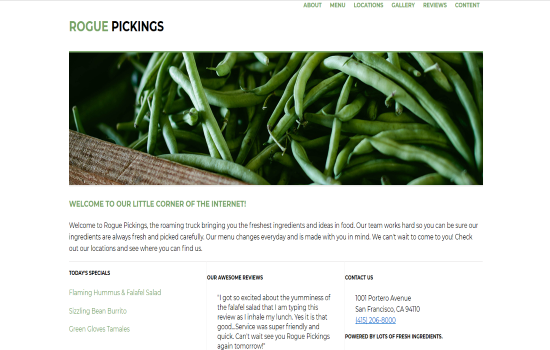 ABOUT MENU LOCATIONS GALLERY REVIEWS CONTENT
ROGUE PICKINGS
WELCOME TO OUR LITTLE CORNER OF THE INTERNET!
Welcome to Rogue Pickings, the roaming truck bringing you the freshest ingredients and ideas in food. Our team works hard so you can be sure our
ingredients are always fresh and picked carefully. Our menu changes everyday and is made with you in mind. We can't wait to come to you! Check
out our locations and see where you can find us.
TODAY'S SPECIALS
Flaming Hummus & Falafel Salad
Sizzling Bean Burrito
Green Gloves Tamales
OUR AWESOME REVIEWS
"I got so excited about the yumminess of
the falafel salad that I am typing this
review as I inhale my lunch. Yes it is that
good...Service was super friendly and
quick. Can't wait see you Rogue Pickings
again tomorrow!"
CONTACT US
1001 Portero Avenue
San Francisco, CA 94110
(415) 206-8000
POWERED BY LOTS OF FRESH INGREDIENTS.